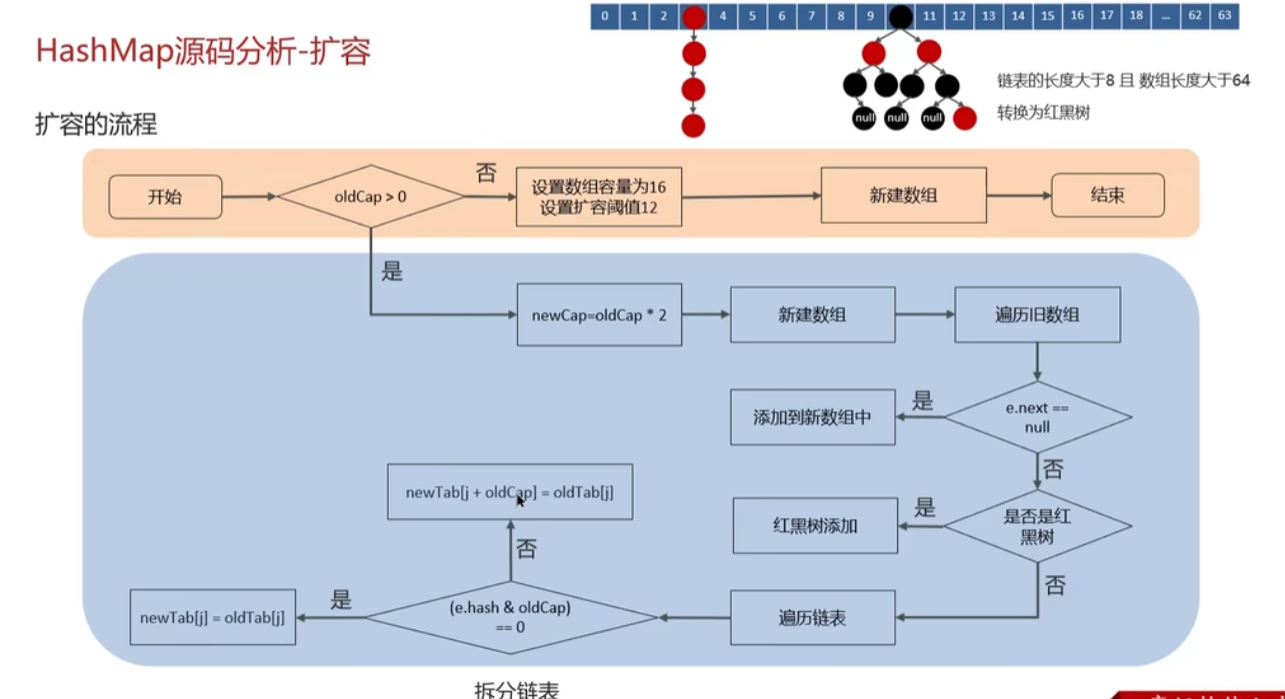 0 1 2 4 5 6 7 8 9 11 12 13 14 15 16 17 18 ... 62 63
HashMap源码分析-扩容
链表的长度大于8 且 数组长度大于64
转换为红黑树
null null null
扩容的流程
开始
oldCap > 0
否
设置数组容量为16
设置扩容阈值12
新建数组
结束
是
newCap=oldCap * 2
新建数组
遍历旧数组
e.next ==
null
是
添加到新数组中
否
是否是红
黑树
是
红黑树添加
否
遍历链表
(e.hash & oldCap)
== 0
否
newTab[j + oldCap] = oldTab[j]
是
newTab[j] = oldTab[j]
拆分链表